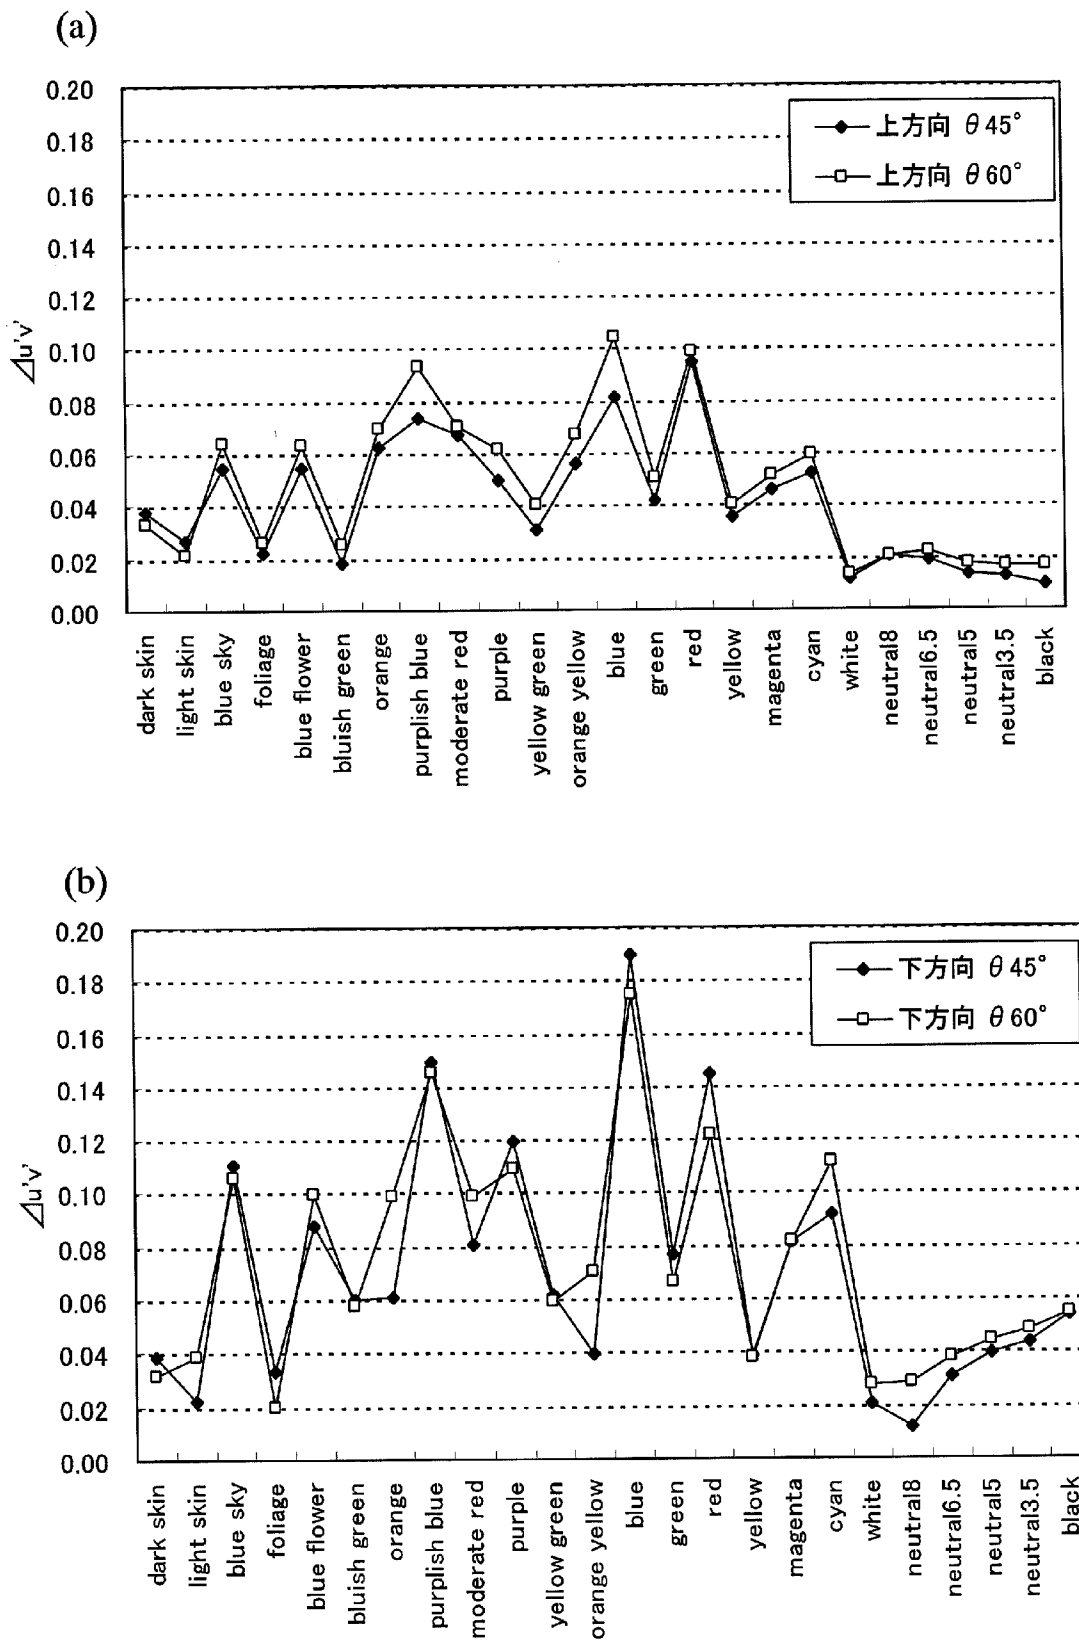 (a)
0.20
0.18
0.16
0.14
0.12
0.10
0.08
0.06
0.04
0.02
0.00
Δu'v'
上方向 θ45°
上方向 θ60°
dark skin
light skin
blue sky
foliage
blue flower
bluish green
orange
purplish blue
moderate red
purple
yellow green
orange yellow
blue
green
red
yellow
magenta
cyan
white
neutral8
neutral6.5
neutral5
neutral3.5
black
(b)
0.20
0.18
0.16
0.14
0.12
0.10
0.08
0.06
0.04
0.02
0.00
Δu'v'
下方向 θ45°
下方向 θ60°
dark skin
light skin
blue sky
foliage
blue flower
bluish green
orange
purplish blue
moderate red
purple
yellow green
orange yellow
blue
green
red
yellow
magenta
cyan
white
neutral8
neutral6.5
neutral5
neutral3.5
black